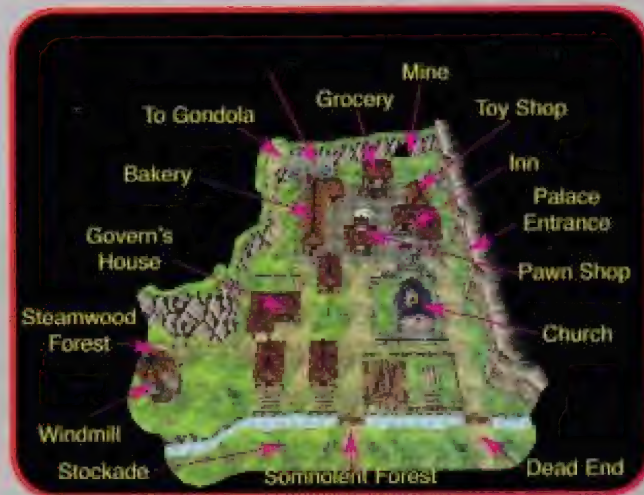 Mine
Grocery
Toy Shop
To Gondola
Inn
Bakery
Palace
Entrance
Govern's
House
Pawn Shop
Steamwood
Forest
Church
Windmill
Stockade
Somnolent Forest
Dead End